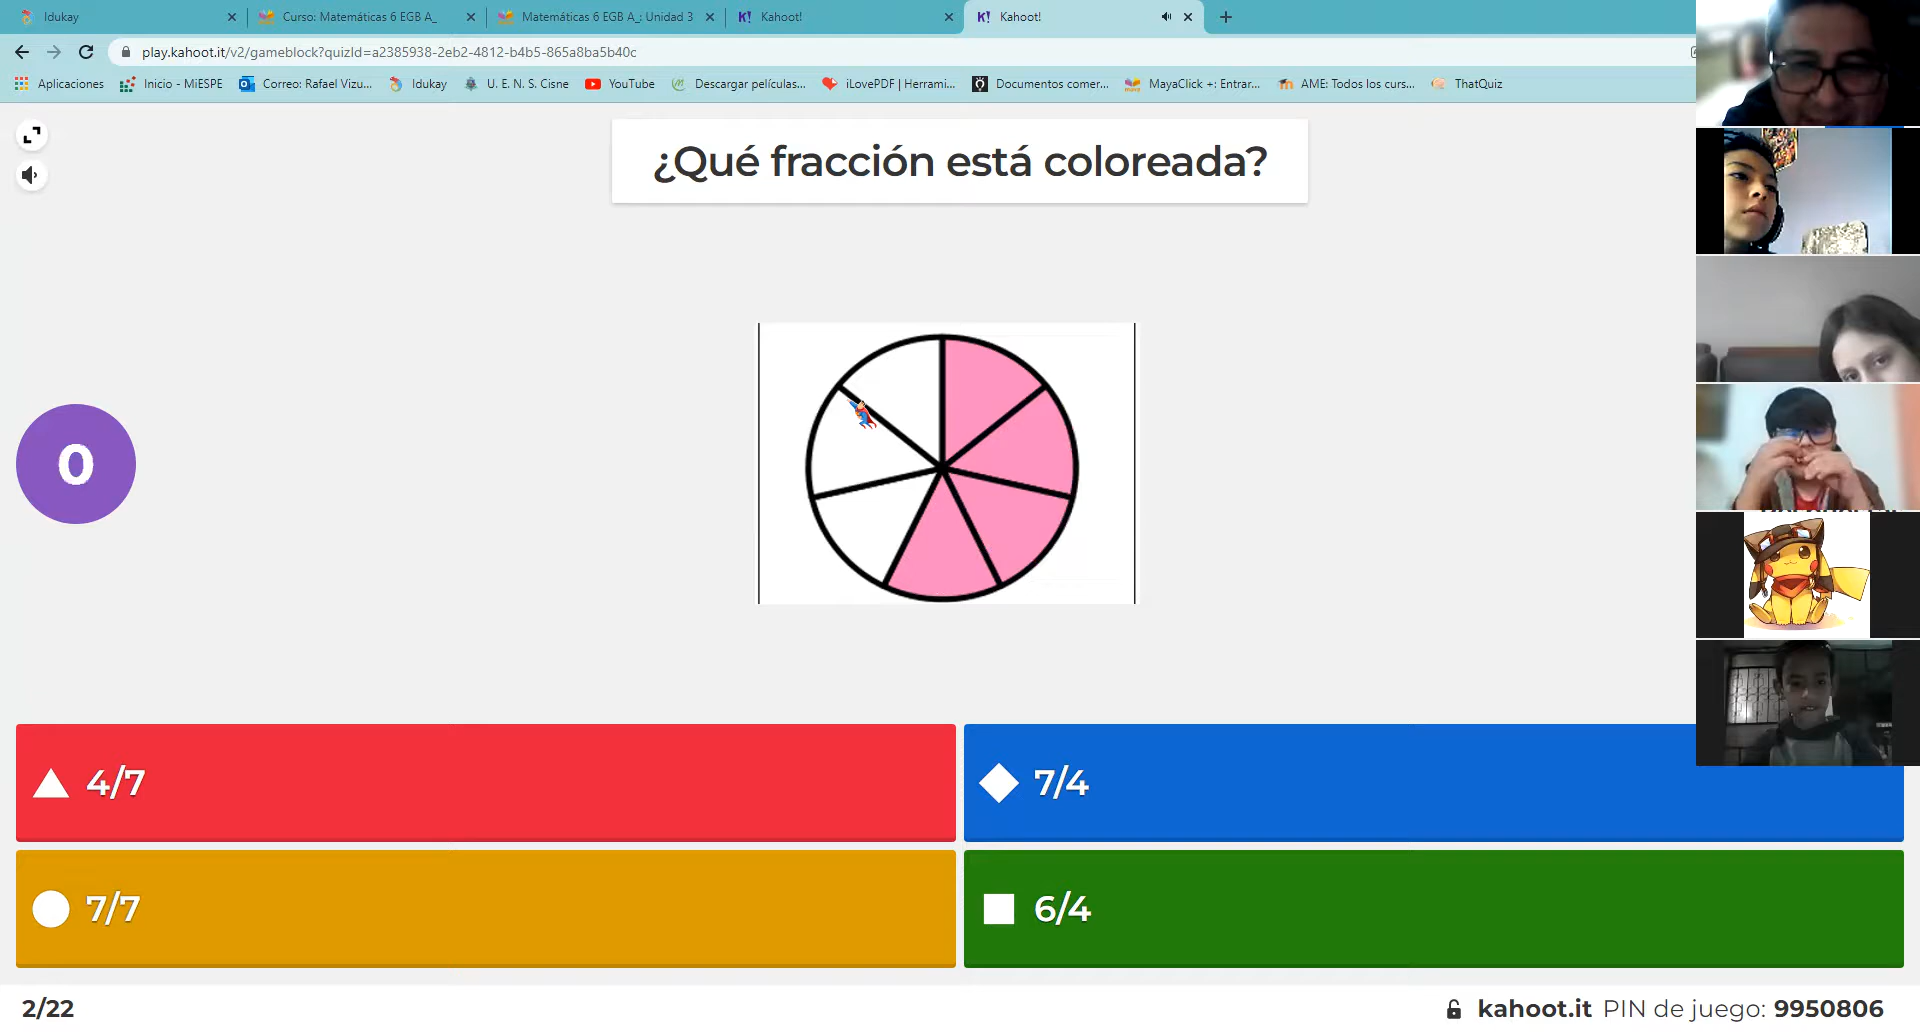 Idukay
Curso: Matemáticas 6 EGB A_
Matemáticas 6 EGB A_: Unidad 3
K! Kahoot!
K! Kahoot!
play.kahoot.it/v2/gameblock?quizId=a2385938-2eb2-4812-b4b5-865a8ba5b40c
Aplicaciones
Inicio - MiESPE
Correo: Rafael Vizu...
Idukay
U. E. N. S. Cisne
YouTube
Descargar películas...
iLovePDF | Herrami...
Documentos comer...
MayaClick +: Entrar...
AME: Todos los curs...
ThatQuiz
¿Qué fracción está coloreada?
0
4/7
7/4
7/7
6/4
2/22
kahoot.it PIN de juego: 9950806